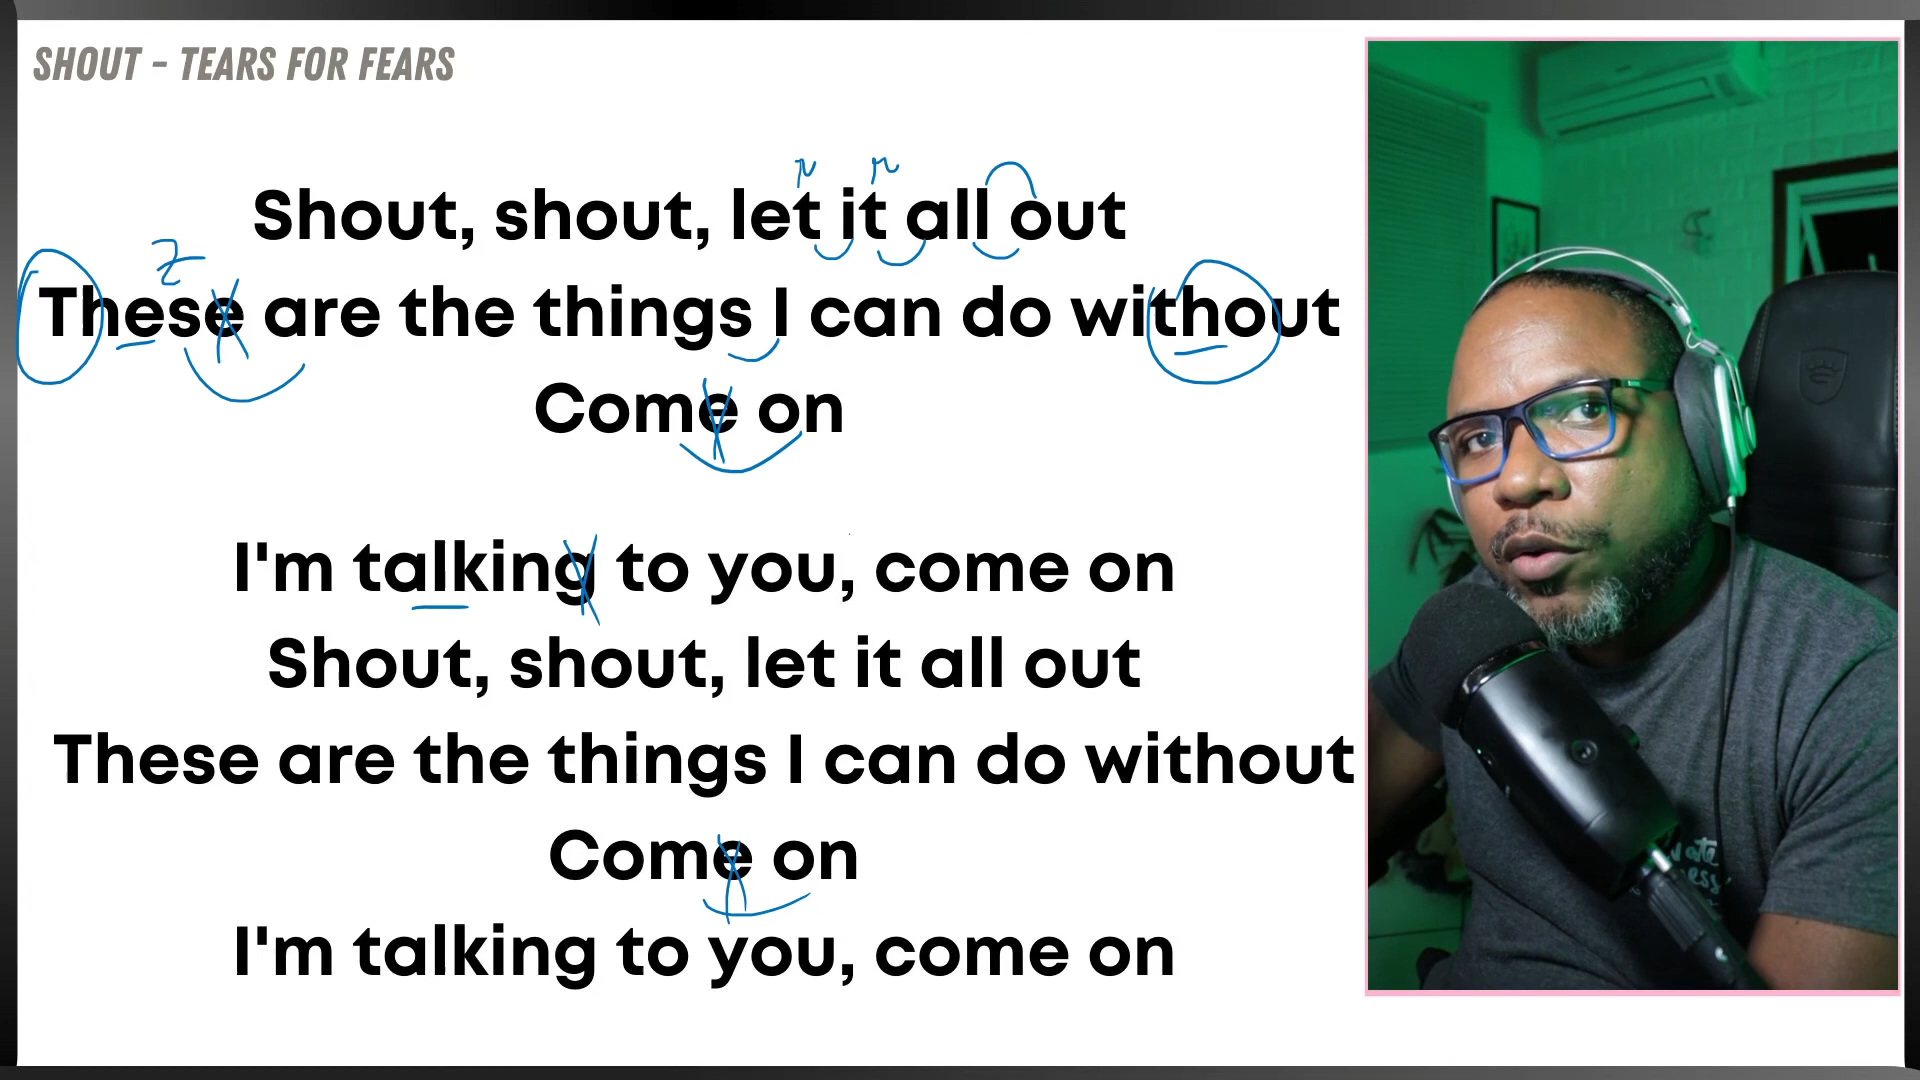 SHOUT - TEARS FOR FEARS
r r
Shout, shout, let it all out
z
These are the things I can do without
Come on
I'm talking to you, come on
Shout, shout, let it all out
These are the things I can do without
Come on
I'm talking to you, come on